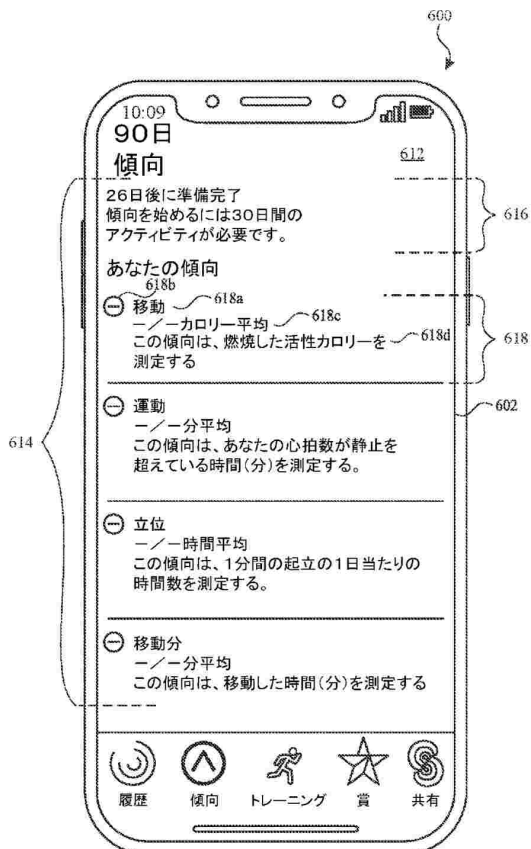 600
10:09
90日
傾向
612
26日後に準備完了
傾向を始めるには30日間の
アクティビティが必要です。
616
あなたの傾向
618b
移動
618a
ー/ーカロリー平均
618c
この傾向は、燃焼した活性カロリーを
618d
測定する
618
602
運動
ー/ー分平均
この傾向は、あなたの心拍数が静止を
超えている時間(分)を測定する。
614
立位
ー/ー時間平均
この傾向は、1分間の起立の1日当たりの
時間数を測定する。
移動分
ー/ー分平均
この傾向は、移動した時間(分)を測定する
履歴
傾向
トレーニング
賞
共有